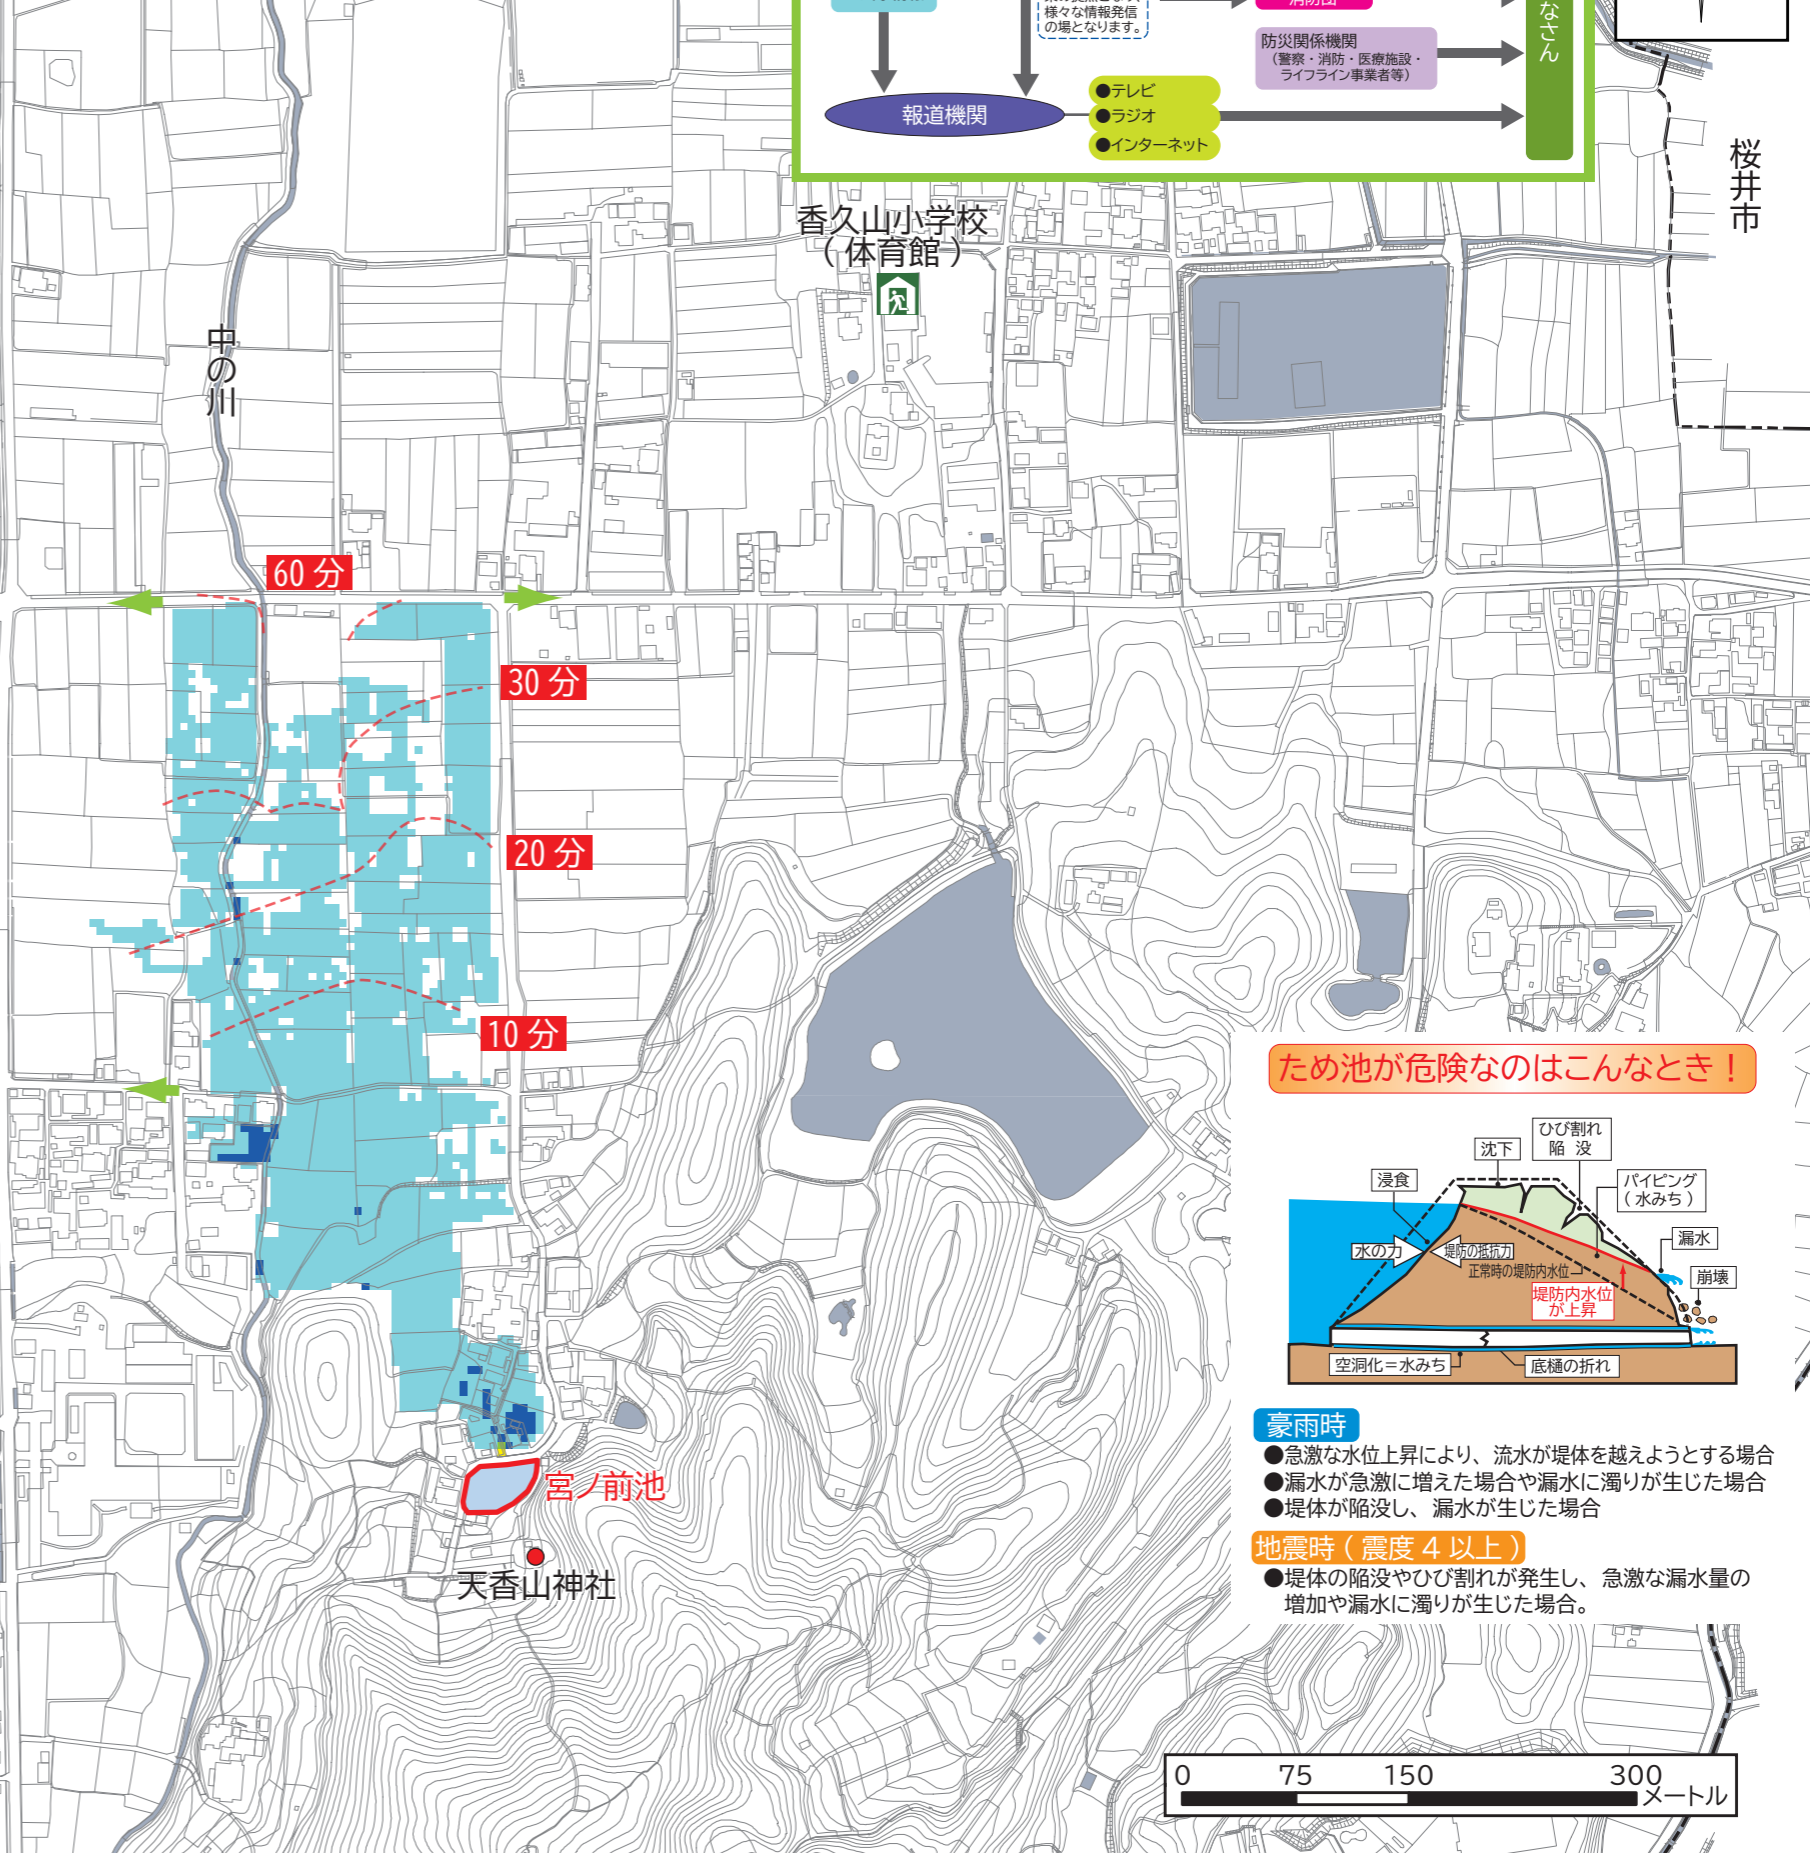 様々な情報発信
の場となります。
消防団
防災関係機関
（警察・消防・医療施設・
ライフライン事業者等）
なさん
報道機関
●テレビ
●ラジオ
●インターネット
桜井市
香久山小学校
（体育館）
中の川
60 分
30 分
20 分
10 分
宮ノ前池
天香山神社
ため池が危険なのはこんなとき！
沈下
ひび割れ
陥 没
浸食
パイピング
（水みち）
水の力
堤防の抵抗力
正常時の堤防内水位
漏水
堤防内水位
が上昇
崩壊
空洞化＝水みち
底樋の折れ
豪雨時
●急激な水位上昇により、流水が堤体を越えようとする場合
●漏水が急激に増えた場合や漏水に濁りが生じた場合
●堤体が陥没し、漏水が生じた場合
地震時（震度 4 以上）
●堤体の陥没やひび割れが発生し、急激な漏水量の
増加や漏水に濁りが生じた場合。
0 75 150 300
メートル